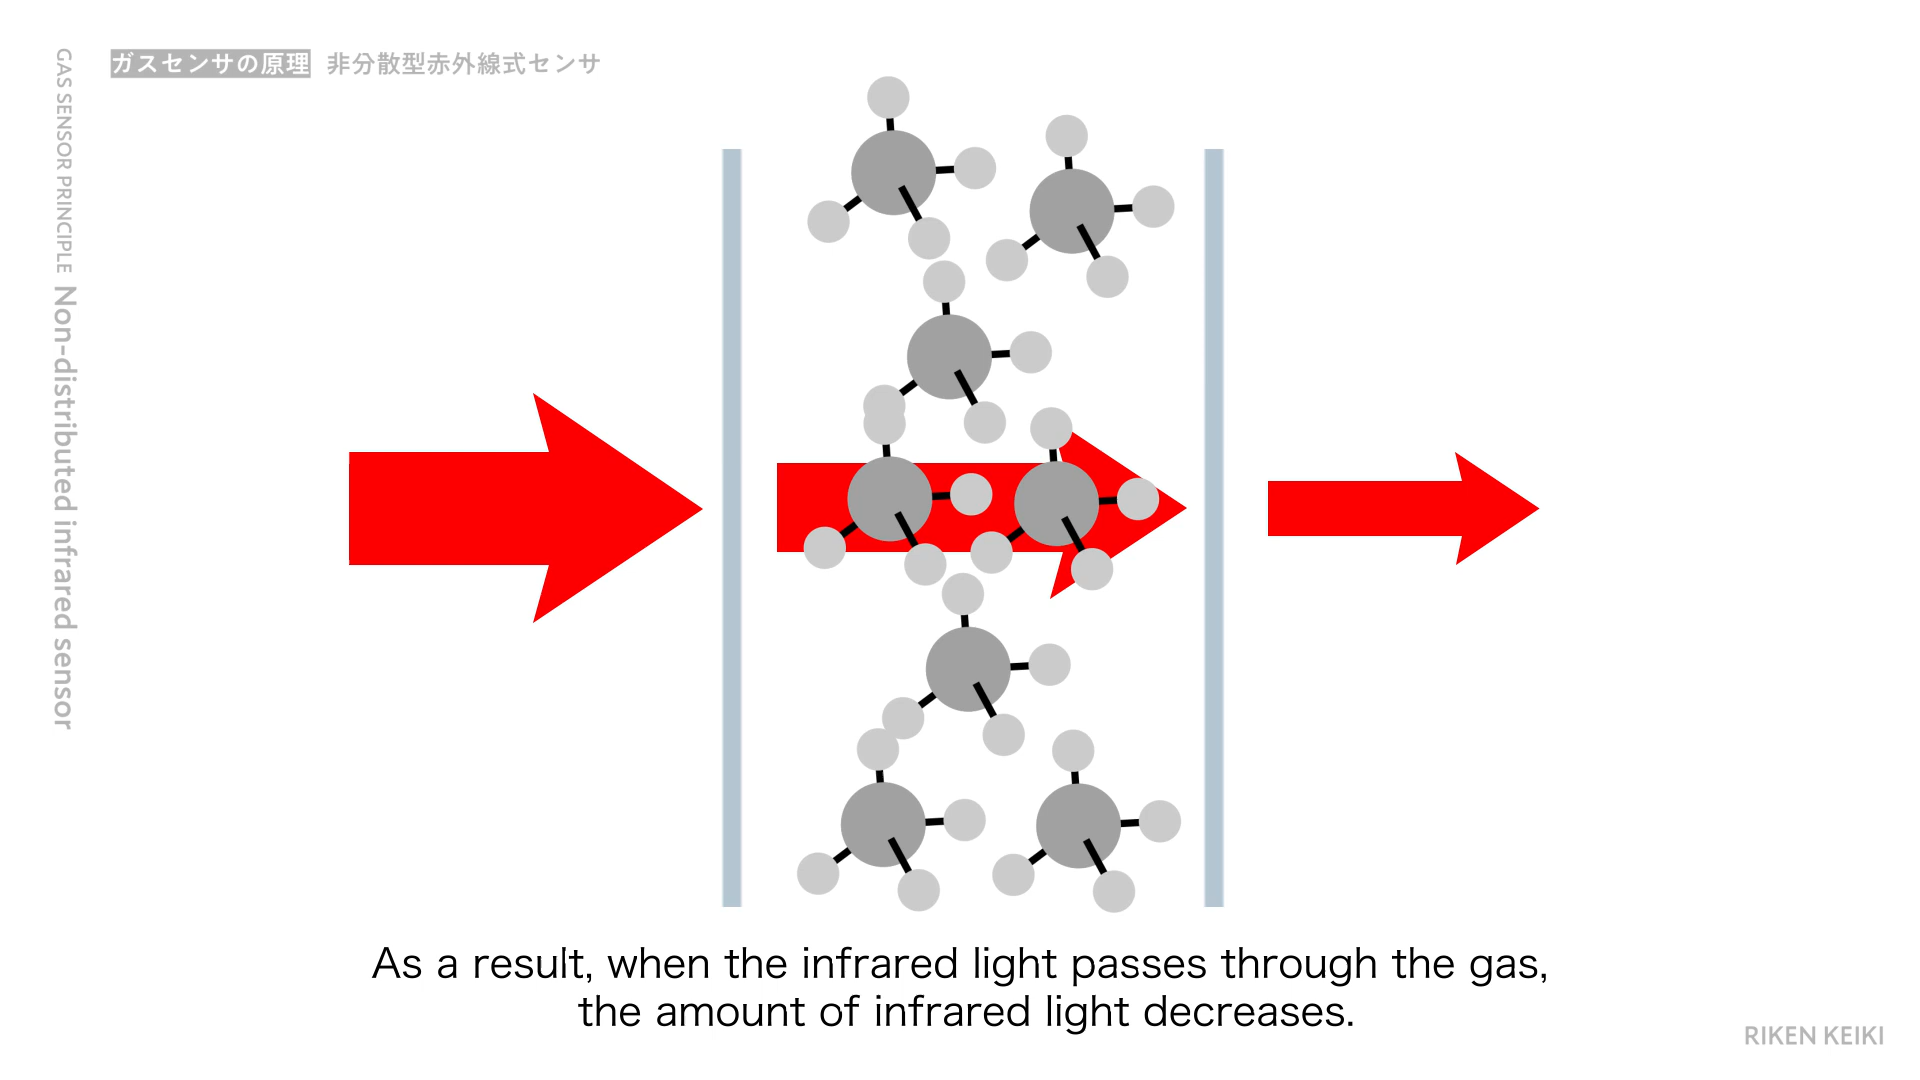 ガスセンサの原理 非分散型赤外線式センサ
GAS SENSOR PRINCIPLE Non-distributed infrared sensor
As a result, when the infrared light passes through the gas,
the amount of infrared light decreases.
RIKEN KEIKI